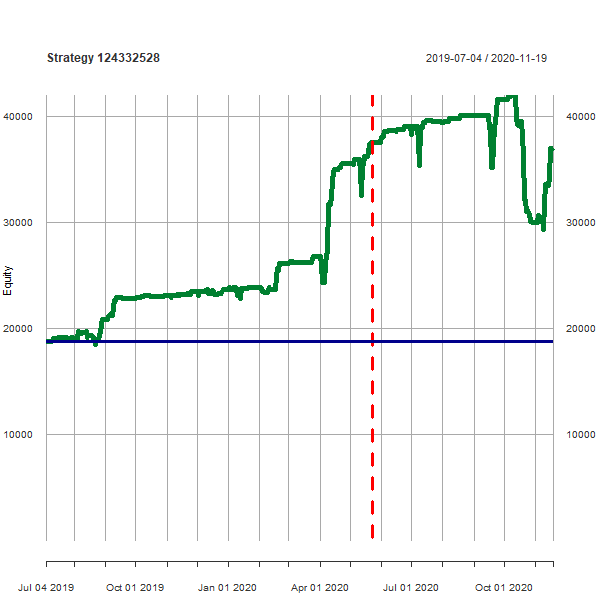 Strategy 124332528
2019-07-04 / 2020-11-19
40000
40000
30000
30000
Equity
20000
20000
10000
10000
Jul 04 2019
Oct 01 2019
Jan 01 2020
Apr 01 2020
Jul 01 2020
Oct 01 2020